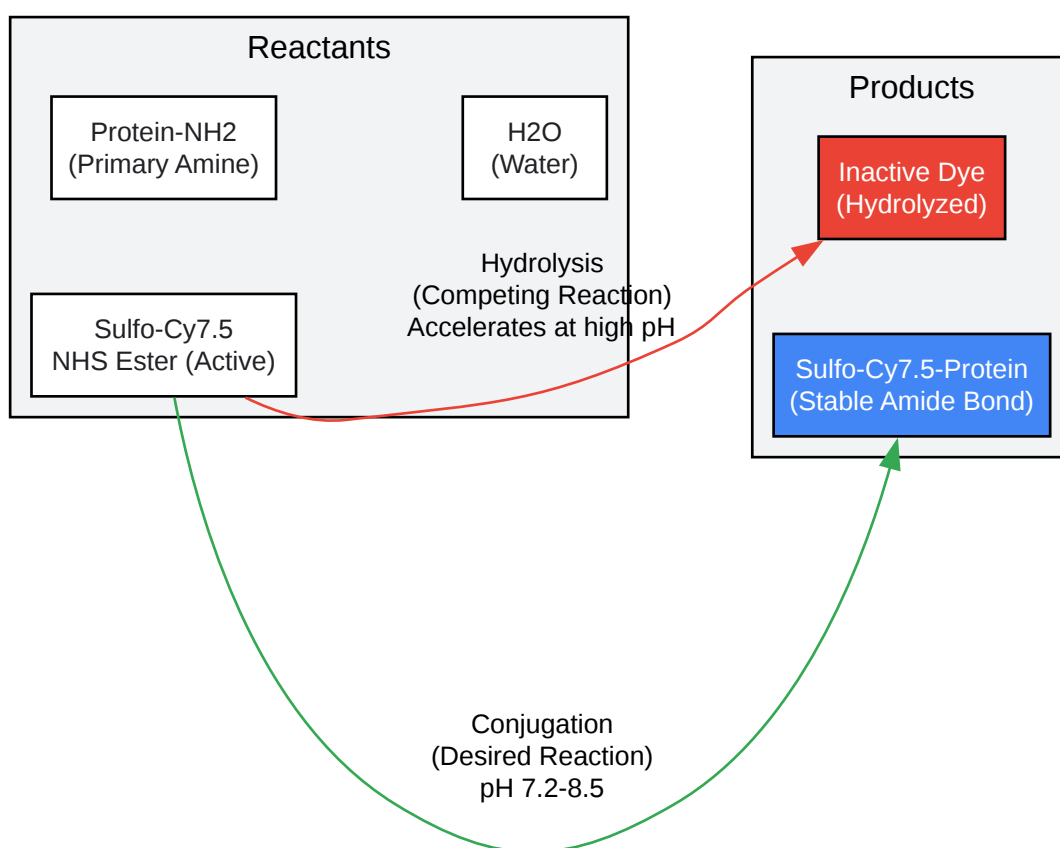 Reactants
Protein-NH2
(Primary Amine)
H2O
(Water)
Sulfo-Cy7.5
NHS Ester (Active)
Hydrolysis
(Competing Reaction)
Accelerates at high pH
Products
Inactive Dye
(Hydrolyzed)
Sulfo-Cy7.5-Protein
(Stable Amide Bond)
Conjugation
(Desired Reaction)
pH 7.2-8.5